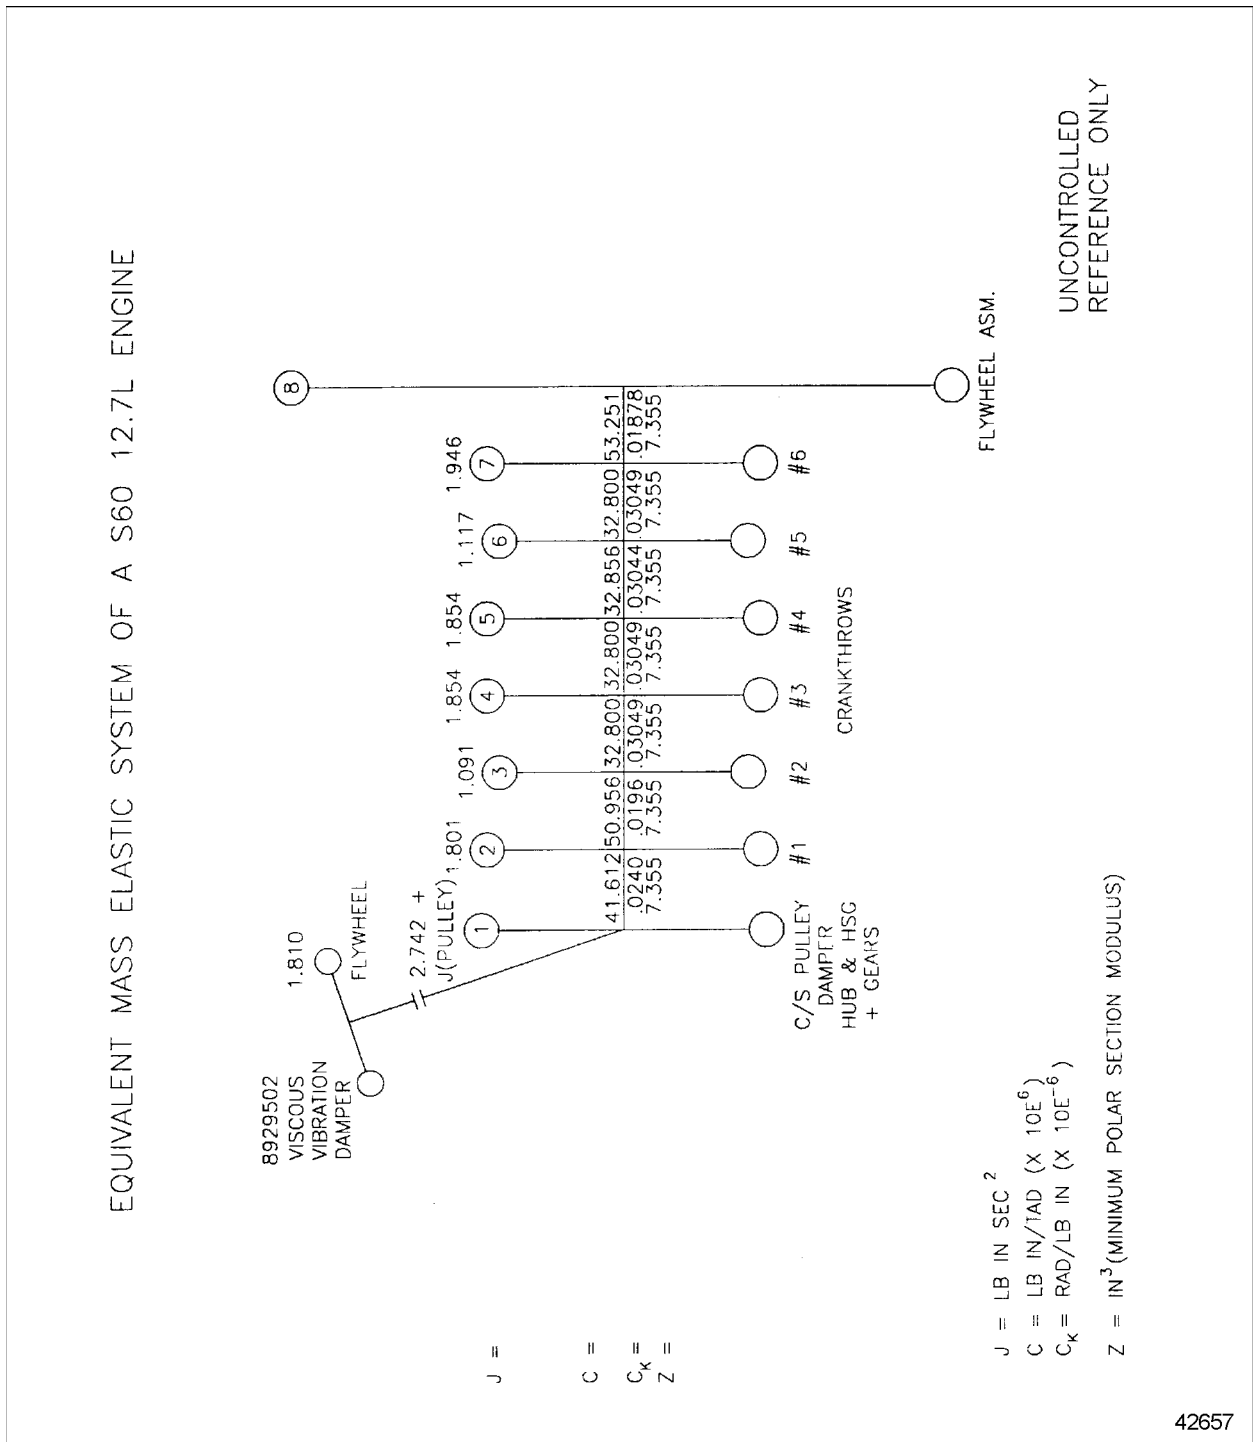 EQUIVALENT MASS ELASTIC SYSTEM OF A S60 12.7L ENGINE
8929502
VISCOUS
VIBRATION
DAMPER
1.810
FLYWHEEL
2.742 +
J(PULLEY)
1.801
1.091
1.854
1.854
1.117
1.946
J =
1
2
3
4
5
6
7
8
C =
41.612
50.956
32.800
32.800
32.856
32.800
53.251
CK =
.0240
.0196
.03049
.03049
.03044
.03049
.01878
Z =
7.355
7.355
7.355
7.355
7.355
7.355
7.355
C/S PULLEY
DAMPER
HUB & HSG
+ GEARS
#1
#2
#3
#4
#5
#6
CRANKTHROWS
FLYWHEEL ASM.
J = LB IN SEC 2
C = LB IN/TAD (X 10E6)
CK = RAD/LB IN (X 10E-6)
Z = IN3(MINIMUM POLAR SECTION MODULUS)
UNCONTROLLED
REFERENCE ONLY
42657